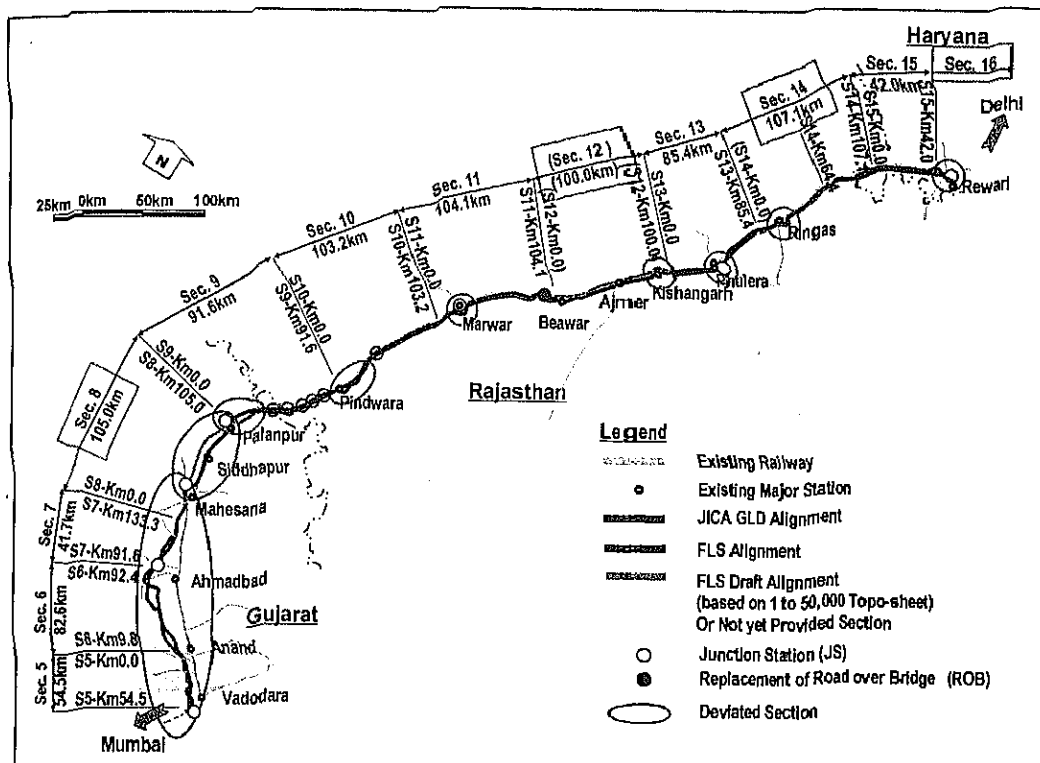 Haryana
Sec. 15
42.0km
Sec. 16
Delhi
Sec. 14
107.1km
Sec. 13
85.4km
(Sec. 12 )
(100.0km)
Sec. 11
104.1km
Sec. 10
103.2km
Sec. 9
91.6km
Sec. 8
105.0km
Sec. 7
41.7km
Sec. 6
82.6km
Sec. 5
54.5km
N
25km 0km 50km 100km
S15-Km42.0
S15-Km0.0
S14-Km107.1
S14-Km64.4
(S14-Km0.0)
S13-Km85.4
S13-Km0.0
(S12-Km100.0)
(S12-Km0.0)
S11-Km104.1
S11-Km0.0
S10-Km103.2
S10-Km0.0
S9-Km91.6
S9-Km0.0
S8-Km105.0
S8-Km0.0
S7-Km133.3
S7-Km91.6
S6-Km92.4
S6-Km9.8
S5-Km0.0
S5-Km54.5
Rewari
Ringas
Phulera
Kishangarh
Ajmer
Beawar
Marwar
Pindwara
Palanpur
Siddhapur
Mahesana
Ahmadbad
Anand
Vadodara
Mumbai
Rajasthan
Gujarat
Legend
Existing Railway
Existing Major Station
JICA GLD Alignment
FLS Alignment
FLS Draft Alignment
(based on 1 to 50,000 Topo-sheet)
Or Not yet Provided Section
Junction Station (JS)
Replacement of Road over Bridge (ROB)
Deviated Section